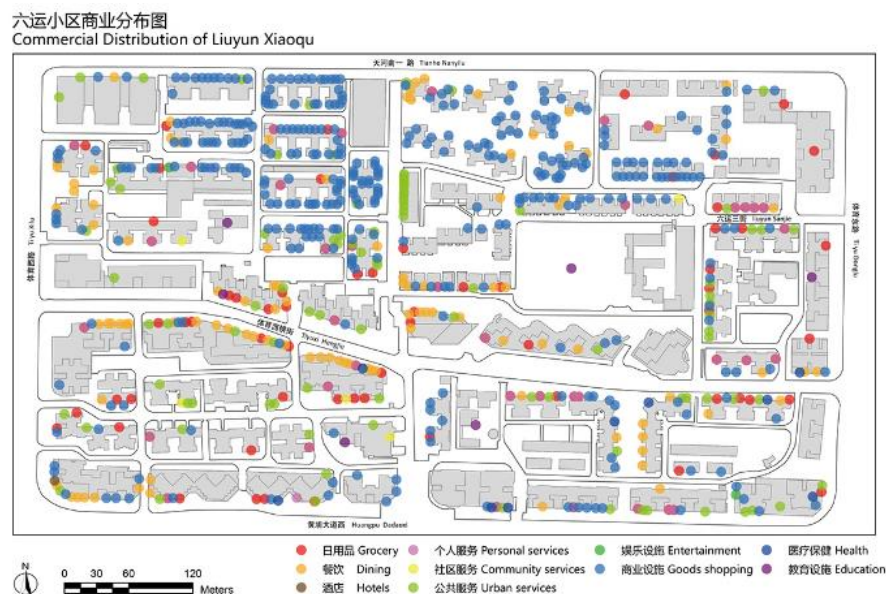 六运小区商业分布图
Commercial Distribution of Liuyun Xiaoqu
天河南一 路 Tianhe Nanyilu
体育西路 Tiyu Xilu
六运三街 Liuyun Sanjie
体育东路 Tiyu Donglu
体育西横街 Tiyuxi Hengjie
黄埔大道西 Huangpu Dadaoxi
日用品 Grocery
个人服务 Personal services
娱乐设施 Entertainment
医疗保健 Health
餐饮 Dining
社区服务 Community services
商业设施 Goods shopping
教育设施 Education
酒店 Hotels
公共服务 Urban services
N
0 30 60 120
Meters